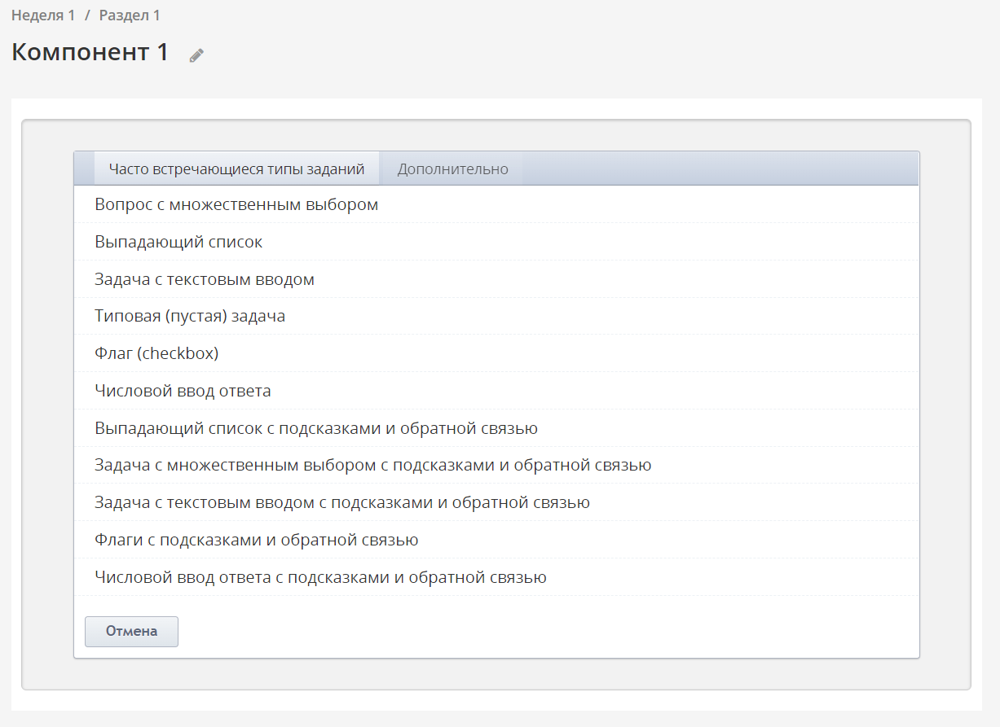 Неделя 1 / Раздел 1
Компонент 1
Часто встречающиеся типы заданий Дополнительно
Вопрос с множественным выбором
Выпадающий список
Задача с текстовым вводом
Типовая (пустая) задача
Флаг (checkbox)
Числовой ввод ответа
Выпадающий список с подсказками и обратной связью
Задача с множественным выбором с подсказками и обратной связью
Задача с текстовым вводом с подсказками и обратной связью
Флаги с подсказками и обратной связью
Числовой ввод ответа с подсказками и обратной связью
Отмена